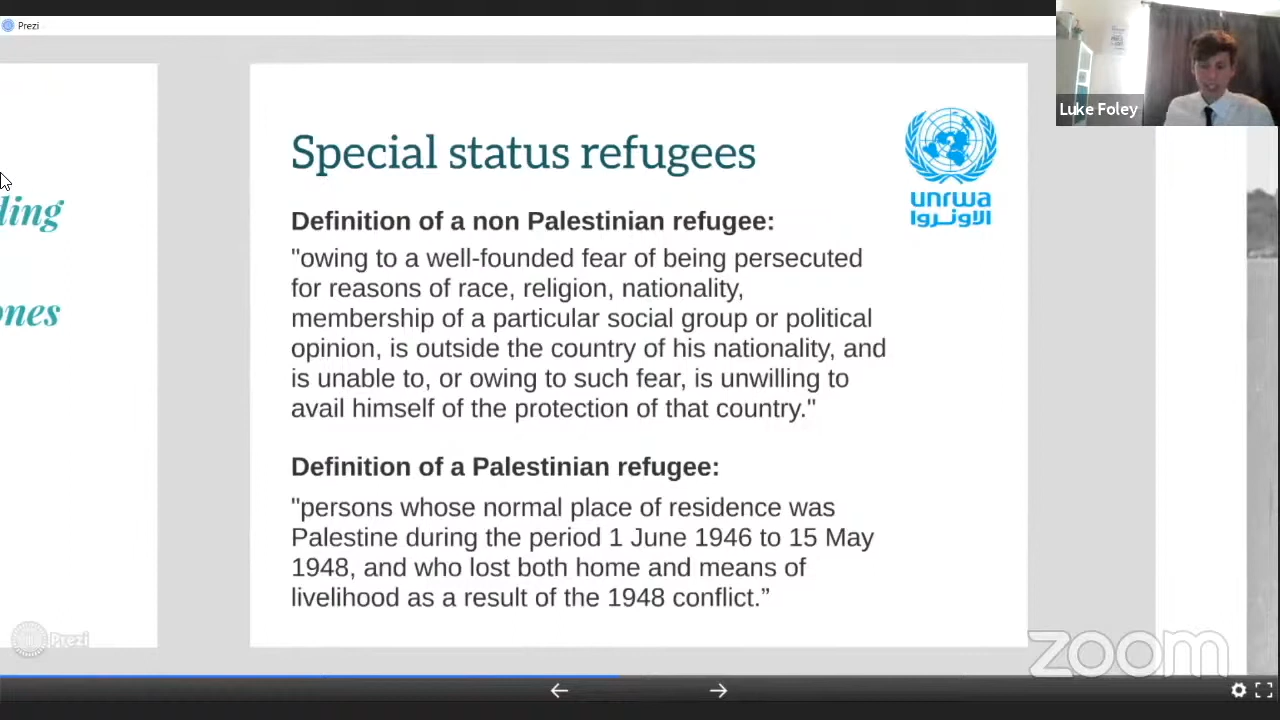 Prezi
Luke Foley
ding
ones
Special status refugees
unrwa
الاونروا
Definition of a non Palestinian refugee:
"owing to a well-founded fear of being persecuted
for reasons of race, religion, nationality,
membership of a particular social group or political
opinion, is outside the country of his nationality, and
is unable to, or owing to such fear, is unwilling to
avail himself of the protection of that country."
Definition of a Palestinian refugee:
"persons whose normal place of residence was
Palestine during the period 1 June 1946 to 15 May
1948, and who lost both home and means of
livelihood as a result of the 1948 conflict.”
Prezi
zoom